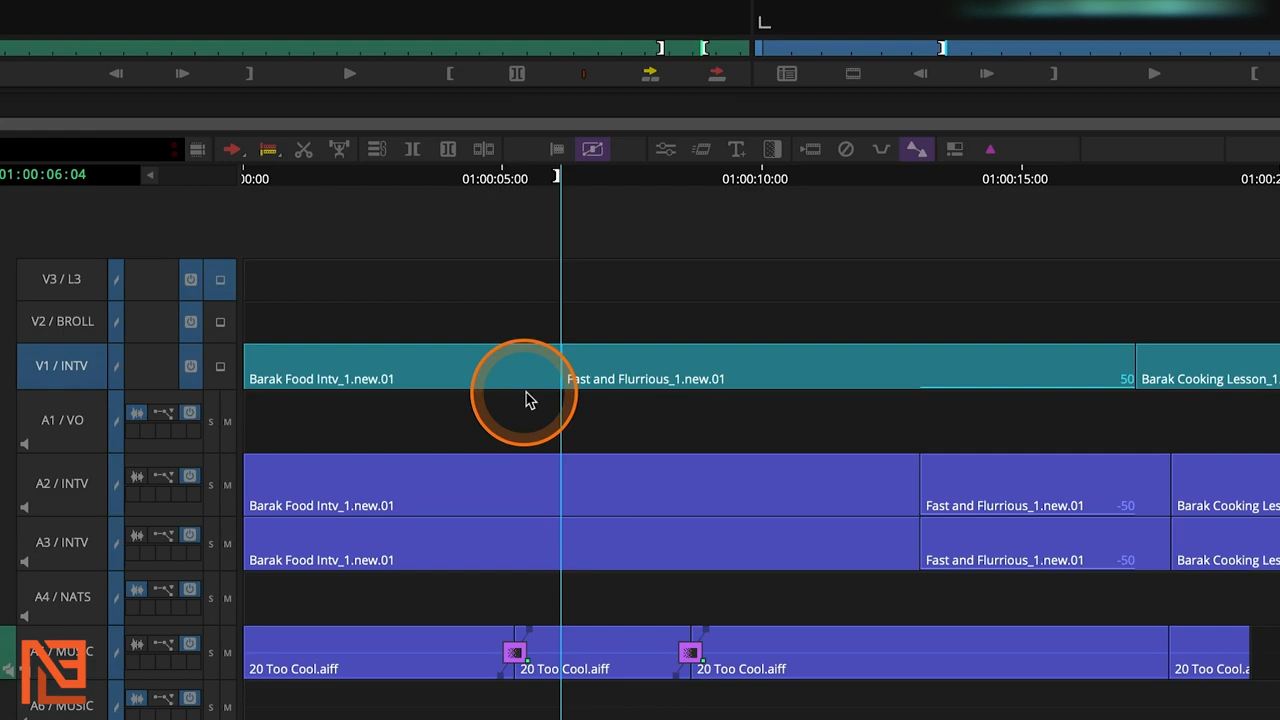 01:00:06:04
00:00
01:00:05:00
01:00:10:00
01:00:15:00
01:00:2
V3 / L3
V2 / BROLL
V1 / INTV
Barak Food Intv_1.new.01
Fast and Flurrious_1.new.01
50
Barak Cooking Lesson_1
A1 / VO
S M
A2 / INTV
S M
Barak Food Intv_1.new.01
Fast and Flurrious_1.new.01
-50
Barak Cooking Les
A3 / INTV
S M
Barak Food Intv_1.new.01
Fast and Flurrious_1.new.01
-50
Barak Cooking Les
A4 / NATS
S M
MUSIC
S M
20 Too Cool.aiff
20 Too Cool.aiff
20 Too Cool.aiff
20 Too Cool.a
A6 / MUSIC
S M